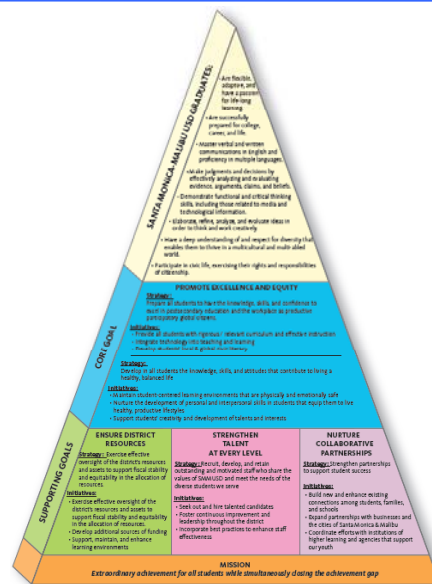 SANTA MONICA-MALIBU USD GRADUATES:
• Are flexible,
adaptive, and
have a passion
for life-long
learning.
• Are successfully
prepared for college,
career, and life.
• Master verbal and written
communications in English and
proficiency in multiple languages.
• Make judgments and decisions by
effectively analyzing and evaluating
evidence, arguments, claims, and beliefs.
• Demonstrate functional and critical thinking
skills, including those related to media and
technological information.
• Elaborate, refine, analyze, and evaluate ideas in
order to think and work creatively.
• Have a deep understanding of and respect for diversity that
enables them to thrive in a multicultural and multi-abled
world.
• Participate in civic life, exercising their rights and responsibilities
of citizenship.
CORE GOAL
PROMOTE EXCELLENCE AND EQUITY
Strategy:
Prepare all students to have the knowledge, skills, and confidence to
excel in postsecondary education and the workplace as productive
participatory global citizens.
Initiatives:
• Provide all students with rigorous / relevant curriculum and effective instruction
• Integrate technology into teaching and learning
• Develop students' local & global
Strategy:
Develop in all students the knowledge, skills, and attitudes that contribute to living a
healthy, balanced life
Initiatives:
• Maintain student-centered learning environments that are physically and emotionally safe
• Nurture the development of personal and interpersonal skills in students that equip them to live
healthy, productive lifestyles
• Support students' creativity and development of talents and interests
SUPPORTING GOALS
ENSURE DISTRICT
RESOURCES
Strategy: Exercise effective
oversight of the district's resources
and assets to support fiscal stability
and equitability in the allocation of
resources.
Initiatives:
• Exercise effective oversight of the
district's resources and assets to
support fiscal stability and equitability
in the allocation of resources.
• Develop additional sources of funding
• Support, maintain, and enhance
learning environments
STRENGTHEN
TALENT
AT EVERY LEVEL
Strategy: Recruit, develop, and retain
outstanding and motivated staff who share the
values of SMMUSD and meet the needs of the
diverse students we serve
Initiatives:
• Seek out and hire talented candidates
• Foster continuous improvement and
leadership throughout the district
• Incorporate best practices to enhance staff
effectiveness
NURTURE
COLLABORATIVE
PARTNERSHIPS
Strategy: Strengthen partnerships
to support student success
Initiatives:
• Build new and enhance existing
connections among students, families,
and schools
• Expand partnerships with businesses and
the cities of Santa Monica & Malibu
• Coordinate efforts with institutions of
higher learning and agencies that support
our youth
MISSION
Extraordinary achievement for all students while simultaneously closing the achievement gap